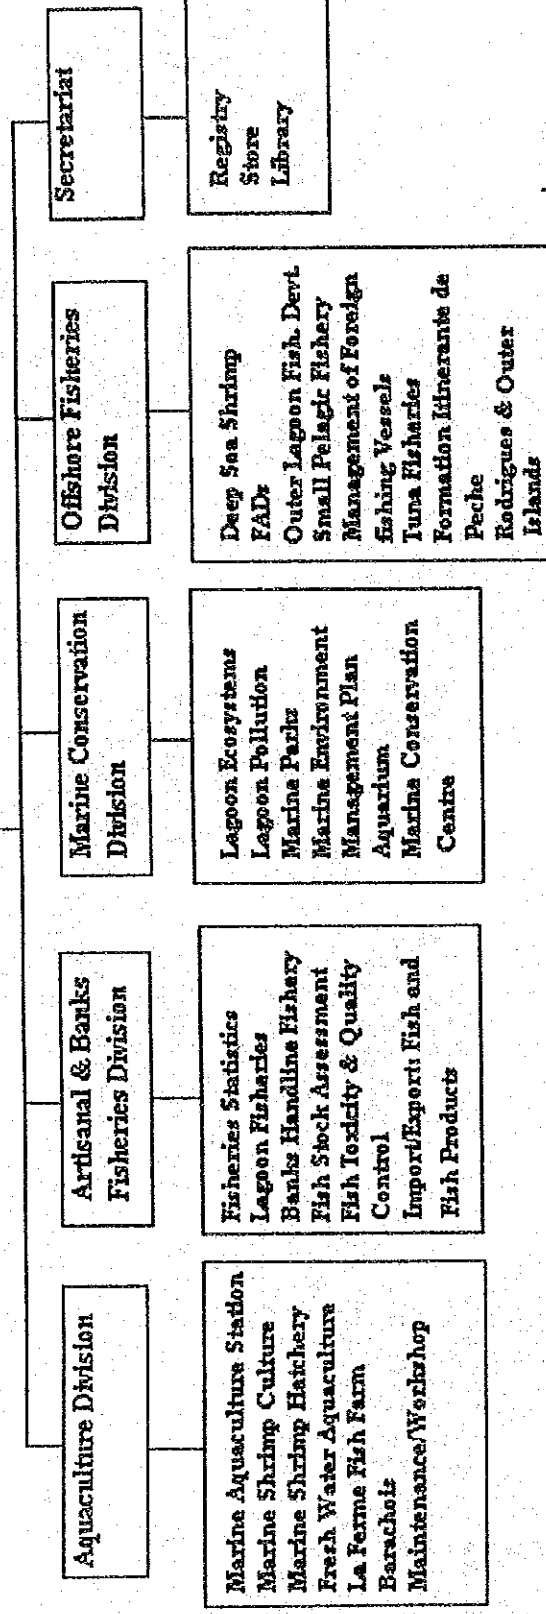 Aquaculture Division
Marine Aquaculture Station
Marine Shrimp Culture
Marine Shrimp Hatchery
Fresh Water Aquaculture
La Ferme Fish Farm
Barachois
Maintenance/Workshop
Artisanal & Banks
Fisheries Division
Fisheries Statistics
Lagoon Fisheries
Banks Handline Fishery
Fish Stock Assessment
Fish Toxicity & Quality
Control
Import/Export: Fish and
Fish Products
Marine Conservation
Division
Lagoon Ecosystems
Lagoon Pollution
Marine Parks
Marine Environment
Management Plan
Aquarium
Marine Conservation
Centre
Offshore Fisheries
Division
Deep Sea Shrimp
FADs
Outer Lagoon Fish. Devt.
Small Pelagic Fishery
Management of Foreign
fishing Vessels
Tuna Fisheries
Formation Itinerante de
Peche
Rodrigues & Outer
Islands
Secretariat
Registry
Store
Library